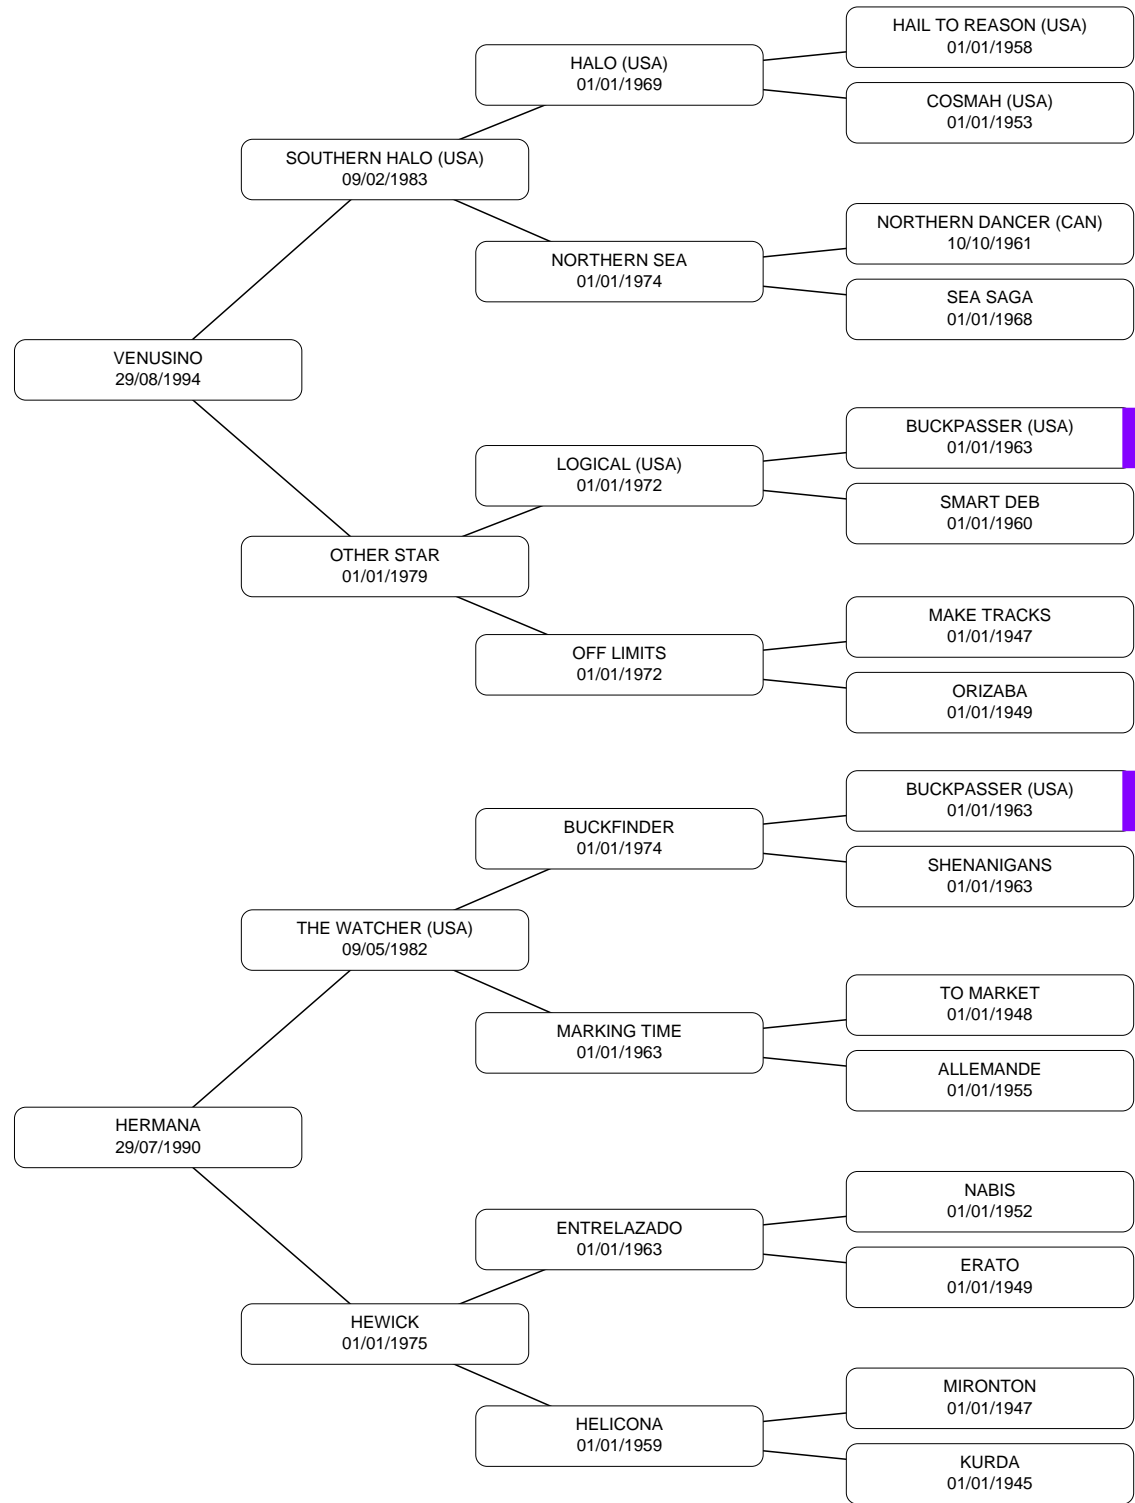 HAIL TO REASON (USA)
01/01/1958
HALO (USA)
01/01/1969
COSMAH (USA)
01/01/1953
SOUTHERN HALO (USA)
09/02/1983
NORTHERN DANCER (CAN)
10/10/1961
NORTHERN SEA
01/01/1974
SEA SAGA
01/01/1968
VENUSINO
29/08/1994
BUCKPASSER (USA)
01/01/1963
LOGICAL (USA)
01/01/1972
SMART DEB
01/01/1960
OTHER STAR
01/01/1979
MAKE TRACKS
01/01/1947
OFF LIMITS
01/01/1972
ORIZABA
01/01/1949
BUCKPASSER (USA)
01/01/1963
BUCKFINDER
01/01/1974
SHENANIGANS
01/01/1963
THE WATCHER (USA)
09/05/1982
TO MARKET
01/01/1948
MARKING TIME
01/01/1963
ALLEMANDE
01/01/1955
HERMANA
29/07/1990
NABIS
01/01/1952
ENTRELAZADO
01/01/1963
ERATO
01/01/1949
HEWICK
01/01/1975
MIRONTON
01/01/1947
HELICONA
01/01/1959
KURDA
01/01/1945